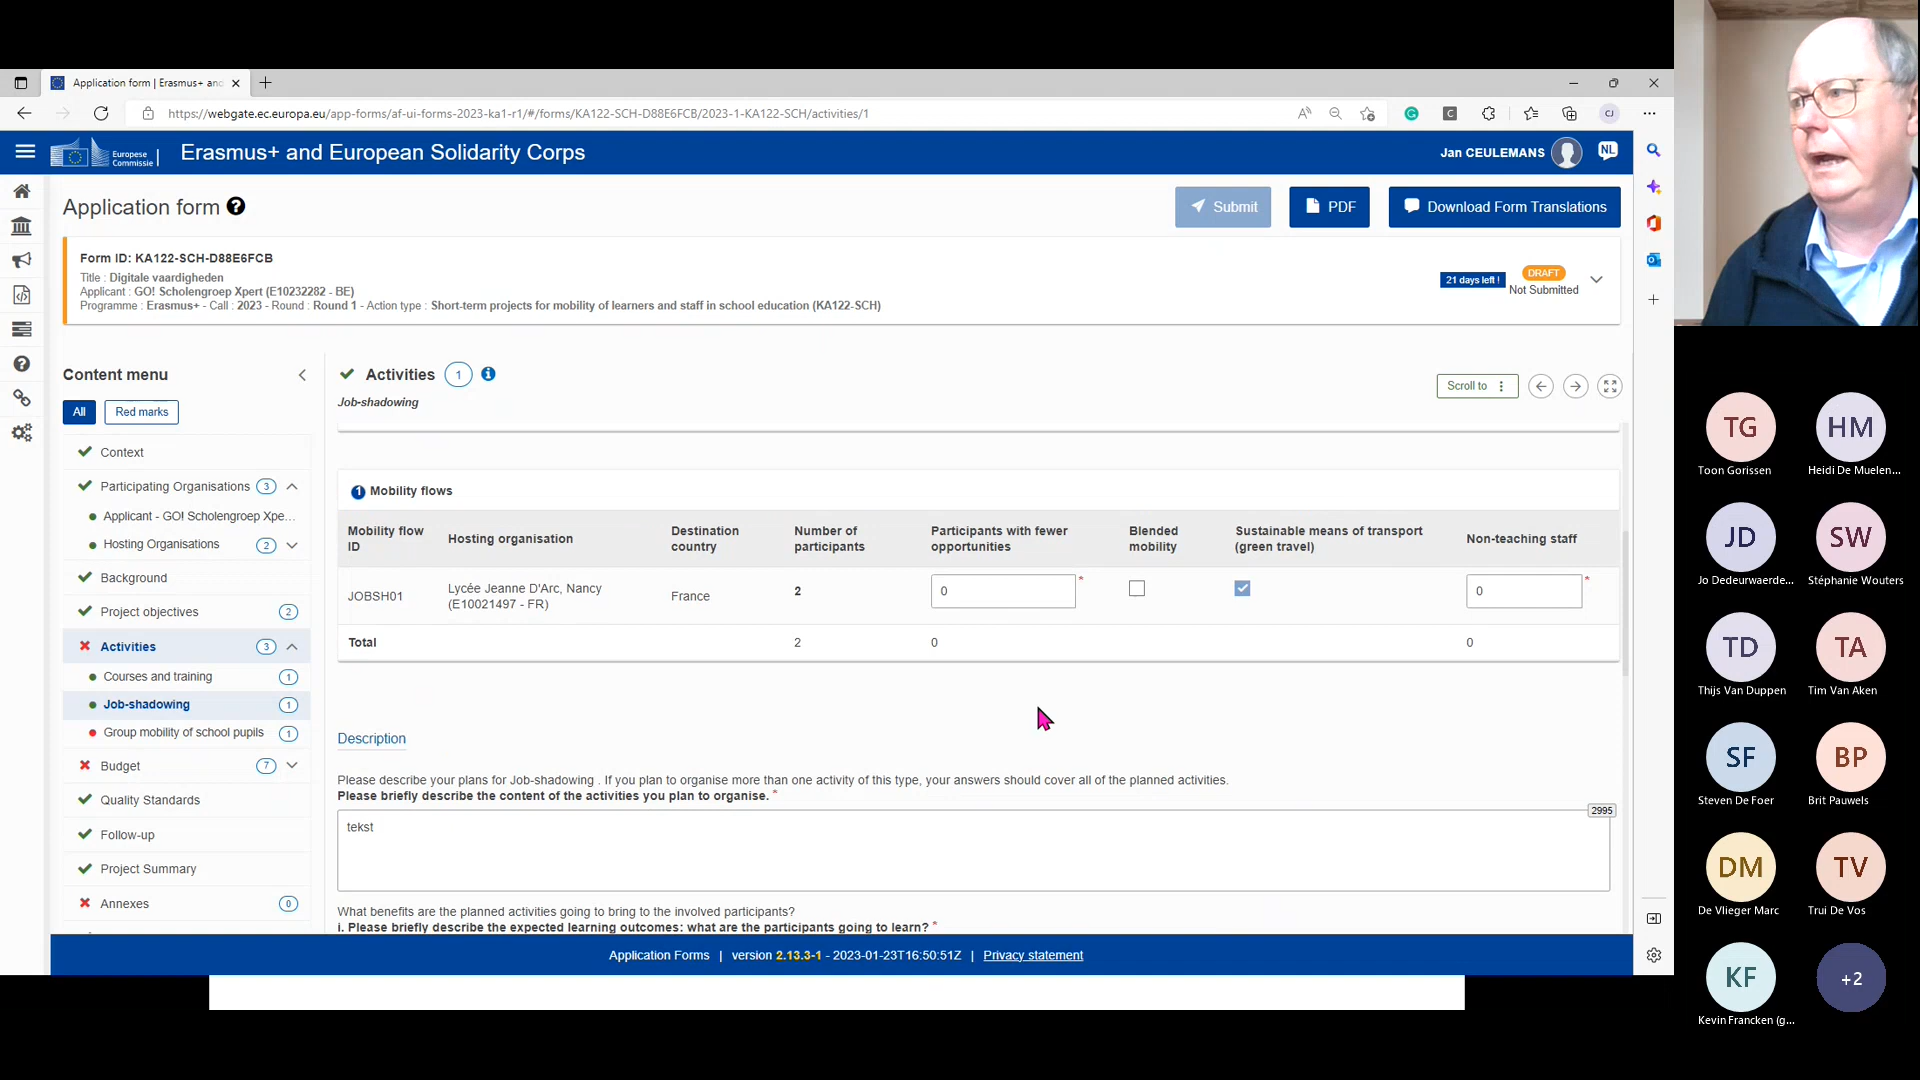 Application form | Erasmus+ and
https://webgate.ec.europa.eu/app-forms/af-ui-forms-2023-ka1-r1/#/forms/KA122-SCH-D88E6FCB/2023-1-KA122-SCH/activities/1
CJ
Europese Commissie
Erasmus+ and European Solidarity Corps
Jan CEULEMANS
NL
Application form
Submit
PDF
Download Form Translations
Form ID: KA122-SCH-D88E6FCB
Title : Digitale vaardigheden
Applicant : GO! Scholengroep Xpert (E10232282 - BE)
Programme : Erasmus+ - Call : 2023 - Round : Round 1 - Action type : Short-term projects for mobility of learners and staff in school education (KA122-SCH)
21 days left !
DRAFT
Not Submitted
Content menu
All
Red marks
Context
Participating Organisations 3
Applicant - GO! Scholengroep Xpe...
Hosting Organisations 2
Background
Project objectives 2
Activities 3
Courses and training 1
Job-shadowing 1
Group mobility of school pupils 1
Budget 7
Quality Standards
Follow-up
Project Summary
Annexes 0
Activities 1
Job-shadowing
Scroll to
1 Mobility flows
Mobility flow ID
Hosting organisation
Destination country
Number of participants
Participants with fewer opportunities
Blended mobility
Sustainable means of transport (green travel)
Non-teaching staff
JOBSH01
Lycée Jeanne D'Arc, Nancy (E10021497 - FR)
France
2
0 *
0 *
Total
2
0
0
Description
Please describe your plans for Job-shadowing . If you plan to organise more than one activity of this type, your answers should cover all of the planned activities.
Please briefly describe the content of the activities you plan to organise. *
2995
tekst
What benefits are the planned activities going to bring to the involved participants?
i. Please briefly describe the expected learning outcomes: what are the participants going to learn? *
Application Forms | version 2.13.3-1 - 2023-01-23T16:50:51Z | Privacy statement
TG
Toon Gorissen
HM
Heidi De Muelen...
JD
Jo Dedeurwaerde...
SW
Stéphanie Wouters
TD
Thijs Van Duppen
TA
Tim Van Aken
SF
Steven De Foer
BP
Brit Pauwels
DM
De Vlieger Marc
TV
Trui De Vos
KF
Kevin Francken (g...
+2